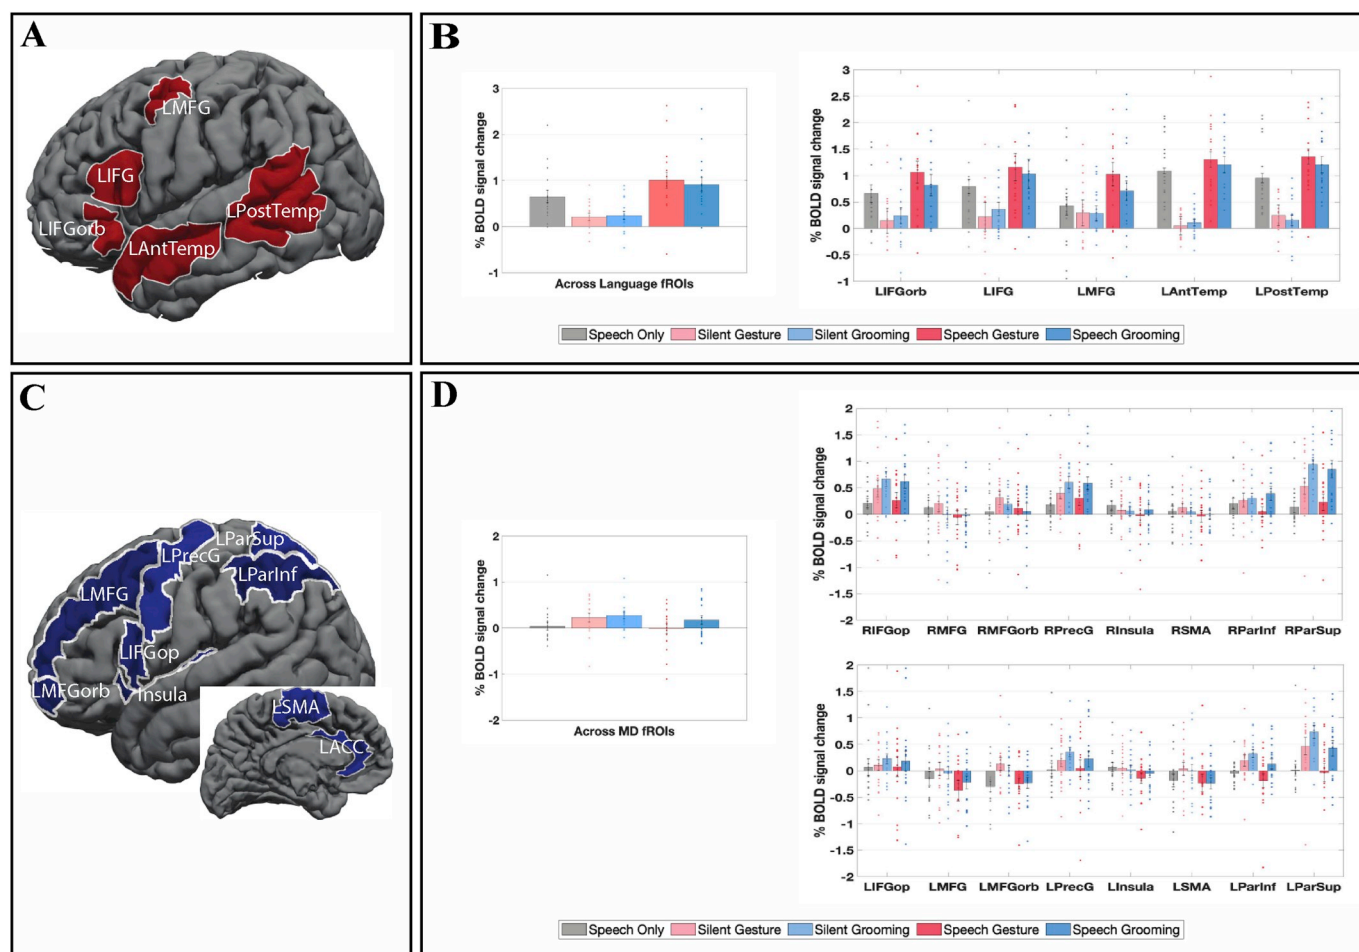 A
LMFG
LIFG
LIFGorb
LPostTemp
LAntTemp
B
% BOLD signal change
3
2
1
0
-1
Across Language fROIs
% BOLD signal change
3
2.5
2
1.5
1
0.5
0
-0.5
-1
LIFGorb LIFG LMFG LAntTemp LPostTemp
Speech Only Silent Gesture Silent Grooming Speech Gesture Speech Grooming
C
LParSup
LPrecG
LParInf
LMFG
LIFGop
LMFGorb
Insula
LSMA
LACC
D
% BOLD signal change
2
1
0
-1
-2
Across MD fROIs
% BOLD signal change
2
1.5
1
0.5
0
-0.5
-1
-1.5
-2
RIFGop RMFG RMFGorb RPrecG RInsula RSMA RParInf RParSup
% BOLD signal change
2
1.5
1
0.5
0
-0.5
-1
-1.5
-2
LIFGop LMFG LMFGorb LPrecG LInsula LSMA LParInf LParSup
Speech Only Silent Gesture Silent Grooming Speech Gesture Speech Grooming